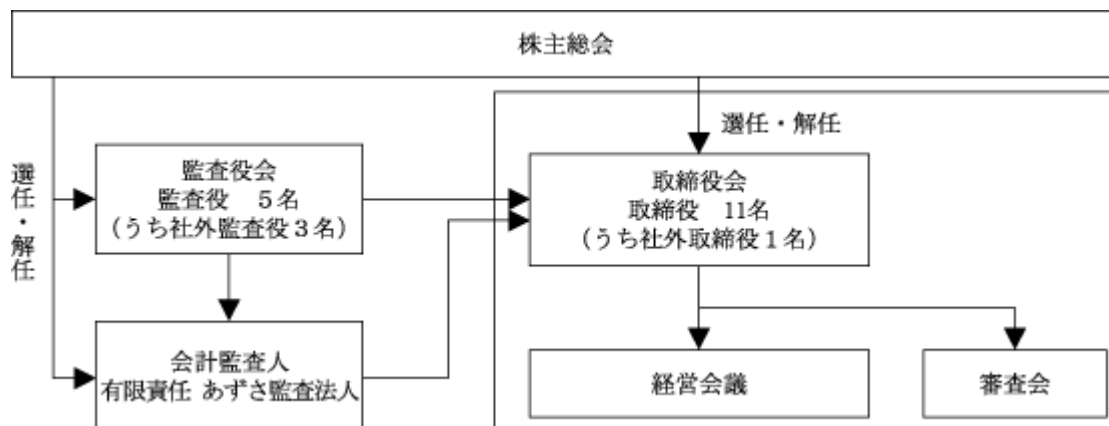 株主総会
選任・解任
選任・解任
監査役会
監査役　５名
（うち社外監査役３名）
取締役会
取締役　11名
（うち社外取締役１名）
会計監査人
有限責任 あずさ監査法人
経営会議
審査会